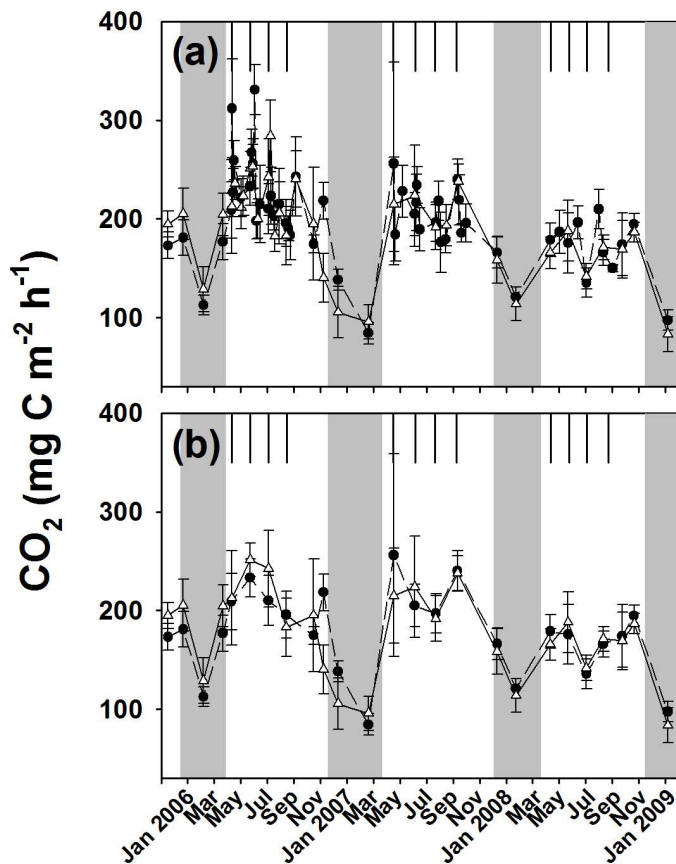 400
(a)
300
200
100
CO₂ (mg C m⁻² h⁻¹)
400
(b)
300
200
100
Jan 2006
Mar
May
Jul
Sep
Nov
Jan 2007
Mar
May
Jul
Sep
Nov
Jan 2008
Mar
May
Jul
Sep
Nov
Jan 2009